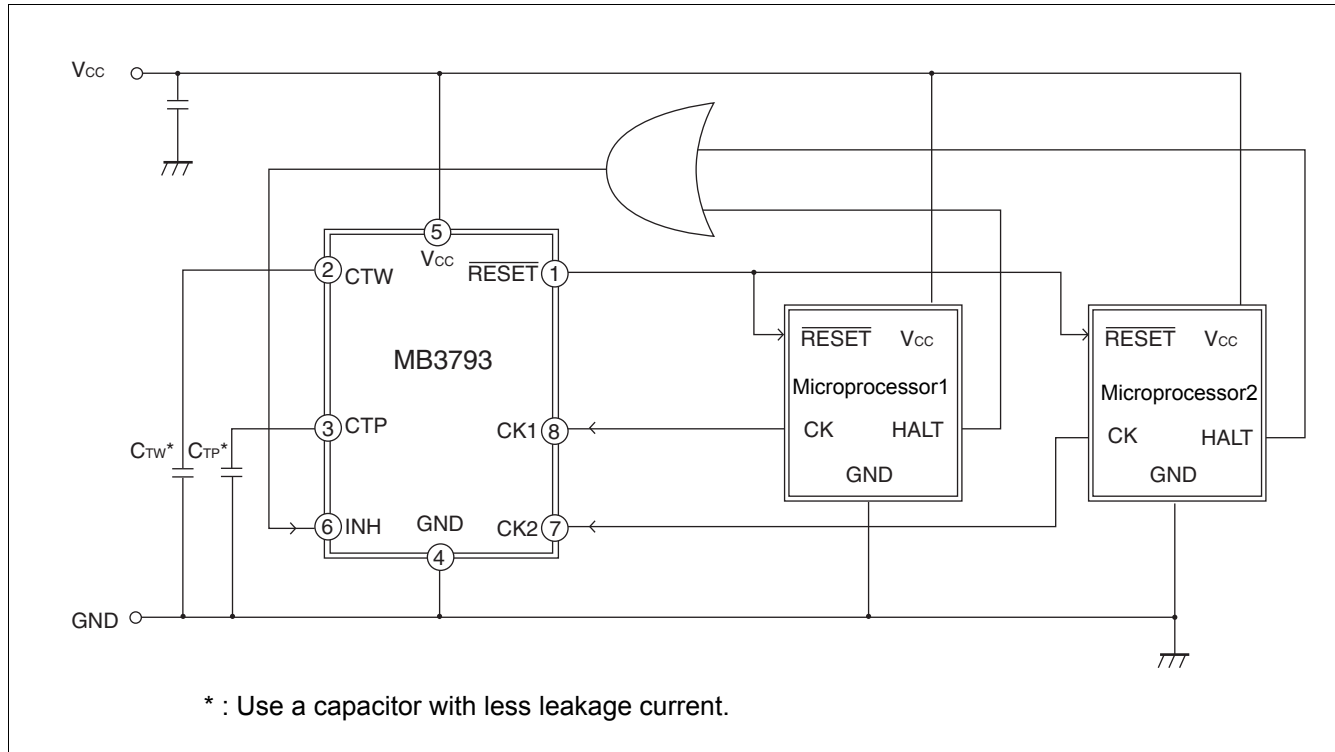 VCC
5
VCC
2 CTW
RESET 1
MB3793
RESET VCC
Microprocessor1
CK HALT
GND
RESET VCC
Microprocessor2
CK HALT
GND
3 CTP
CK1 8
CTW* CTP*
6 INH
GND
CK2 7
4
GND
* : Use a capacitor with less leakage current.